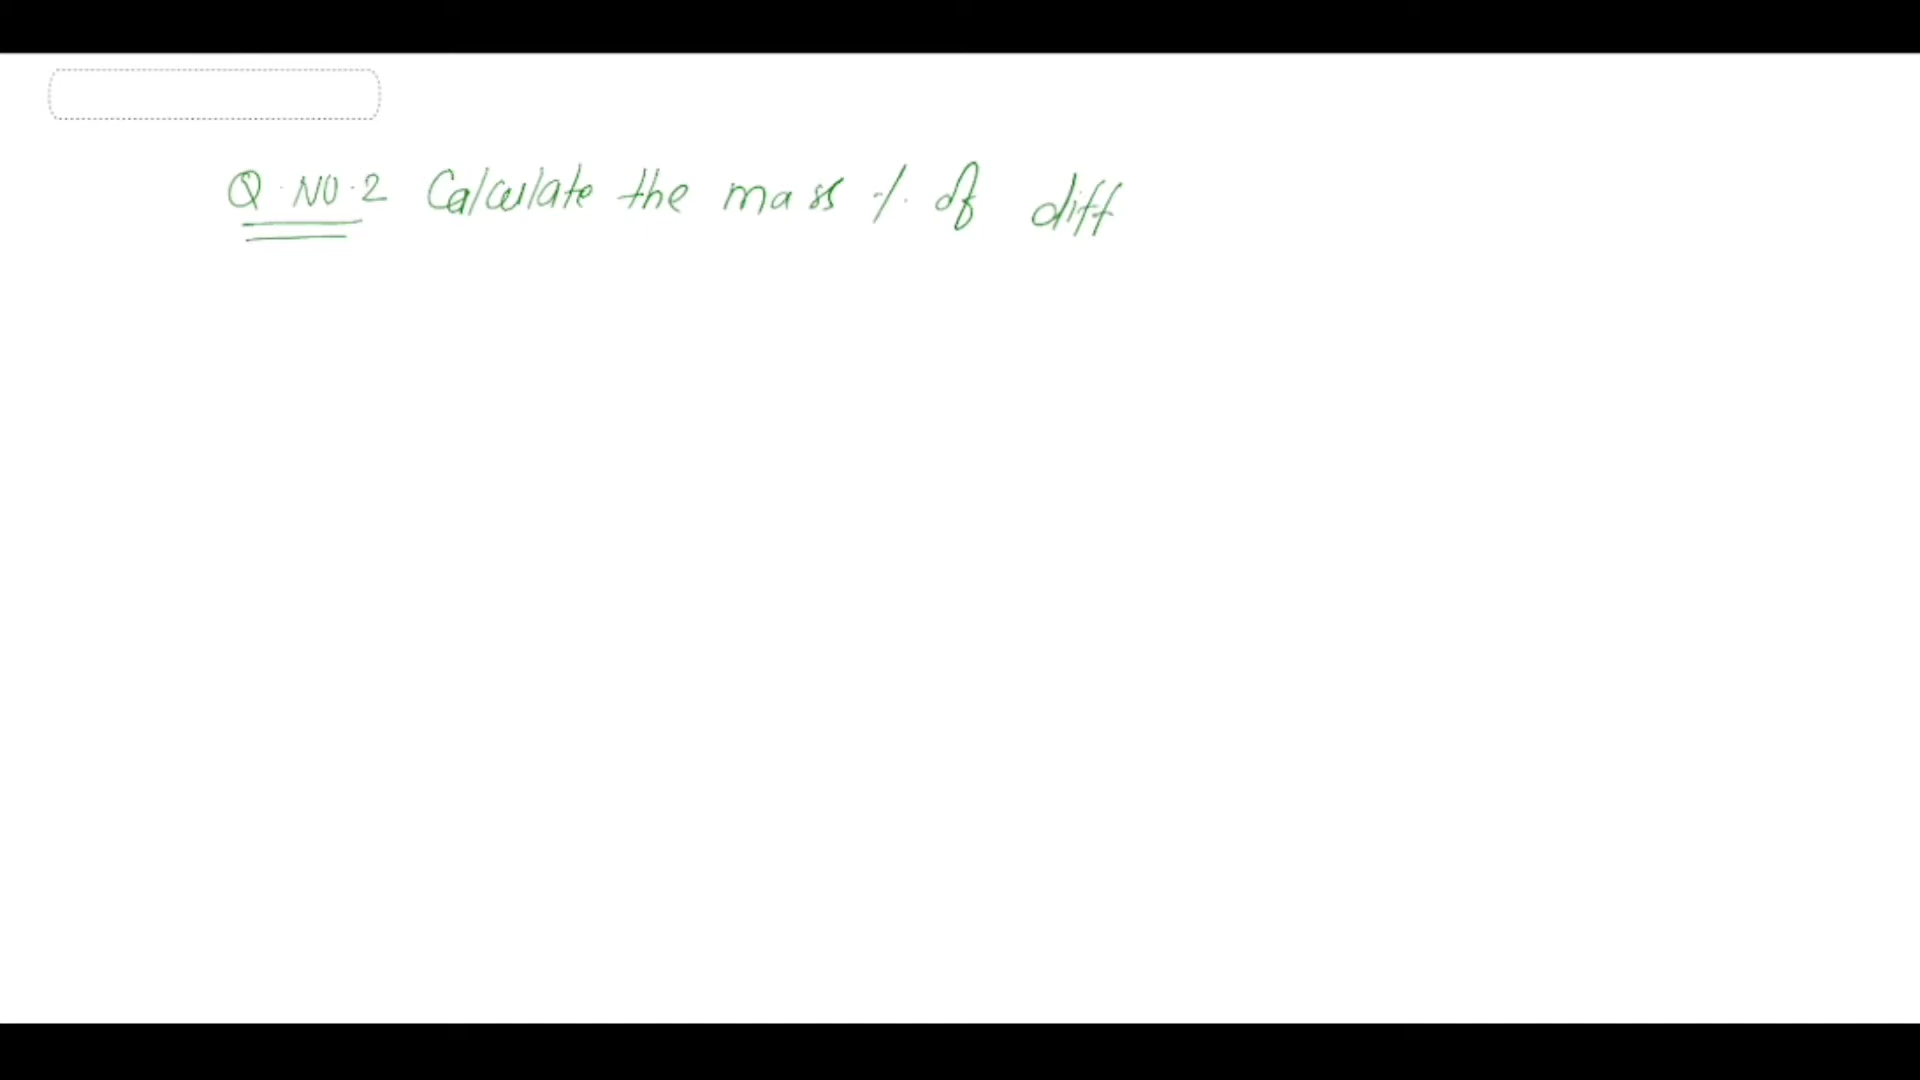 Q. NO. 2 Calculate the mass % of diff